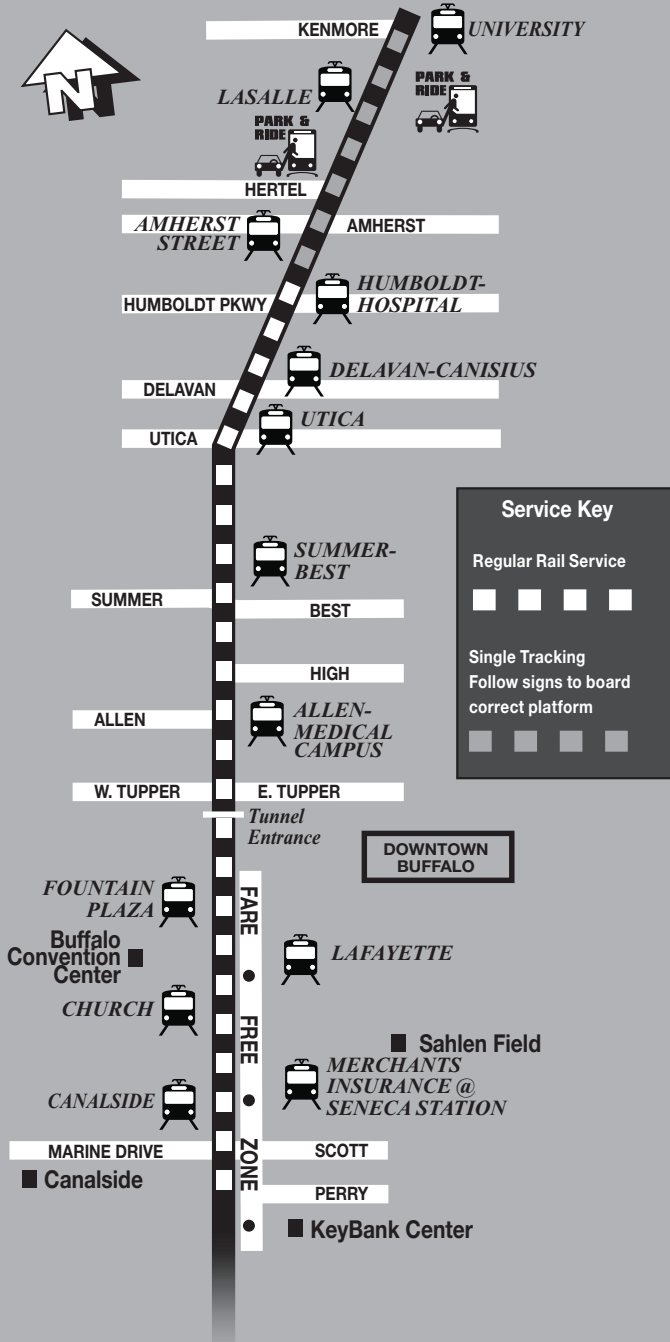 KENMORE
UNIVERSITY
N
LASALLE
PARK &
RIDE
PARK &
RIDE
HERTEL
AMHERST
STREET
AMHERST
HUMBOLDT PKWY
HUMBOLDT-
HOSPITAL
DELAVAN
DELAVAN-CANISIUS
UTICA
UTICA
Service Key
Regular Rail Service
Single Tracking
Follow signs to board
correct platform
SUMMER-
BEST
SUMMER
BEST
HIGH
ALLEN
ALLEN-
MEDICAL
CAMPUS
W. TUPPER
E. TUPPER
Tunnel
Entrance
DOWNTOWN
BUFFALO
FOUNTAIN
PLAZA
FARE
FREE
ZONE
Buffalo
Convention
Center
LAFAYETTE
CHURCH
Sahlen Field
MERCHANTS
INSURANCE @
SENECA STATION
CANALSIDE
MARINE DRIVE
SCOTT
Canalside
PERRY
KeyBank Center